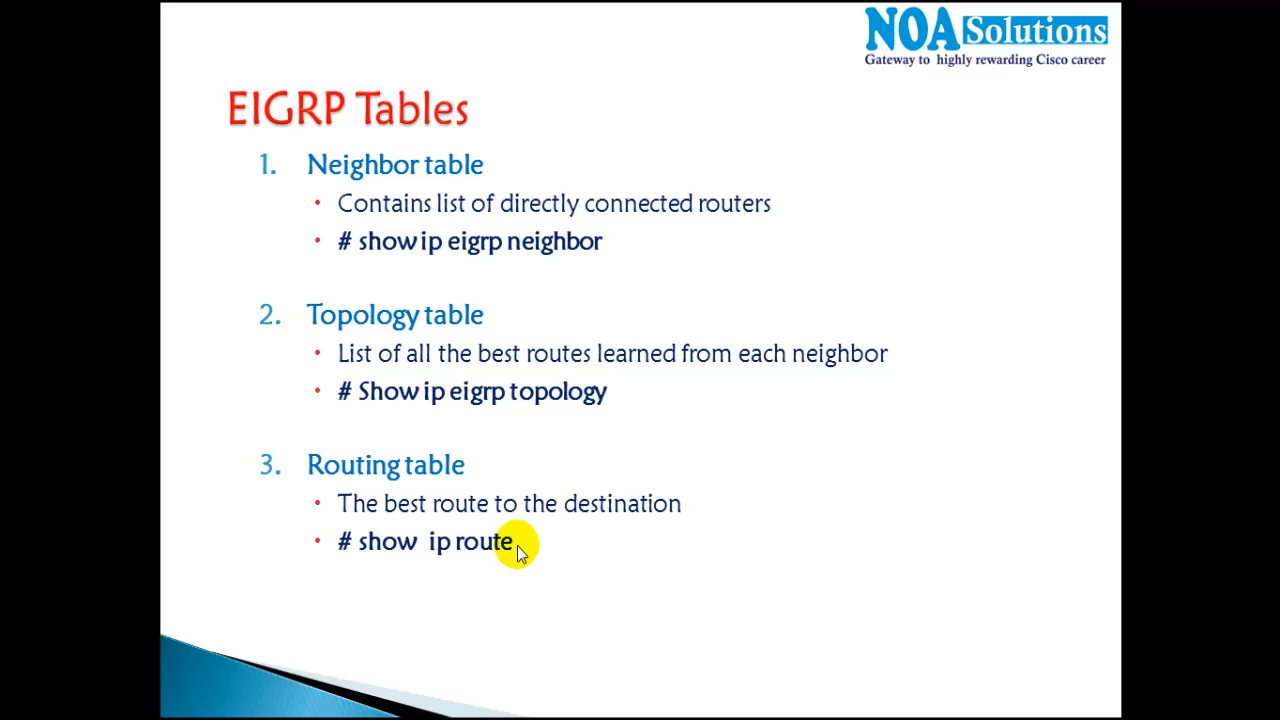 NOA Solutions
Gateway to highly rewarding Cisco career
EIGRP Tables
1. Neighbor table
• Contains list of directly connected routers
• # show ip eigrp neighbor
2. Topology table
• List of all the best routes learned from each neighbor
• # Show ip eigrp topology
3. Routing table
• The best route to the destination
• # show ip route